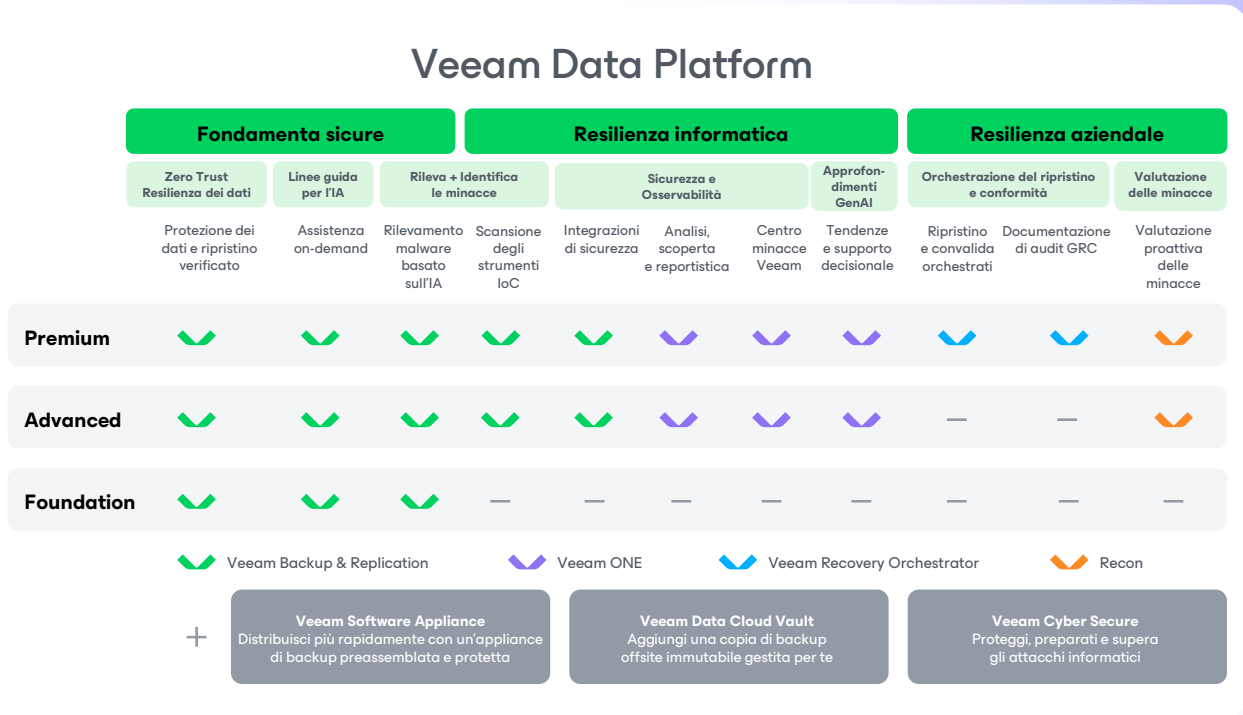 Veeam Data Platform
Fondamenta sicure
Resilienza informatica
Resilienza aziendale
Zero Trust
Resilienza dei dati
Linee guida
per l'IA
Rileva + Identifica
le minacce
Sicurezza e
Osservabilità
Approfon-
dimenti
GenAI
Orchestrazione del ripristino
e conformità
Valutazione
delle minacce
Protezione dei
dati e ripristino
verificato
Assistenza
on-demand
Rilevamento
malware
basato
sull'IA
Scansione
degli
strumenti
IoC
Integrazioni
di sicurezza
Analisi,
scoperta
e reportistica
Centro
minacce
Veeam
Tendenze
e supporto
decisionale
Ripristino
e convalida
orchestrati
Documentazione
di audit GRC
Valutazione
proattiva
delle
minacce
Premium
Advanced
Foundation
Veeam Backup & Replication
Veeam ONE
Veeam Recovery Orchestrator
Recon
+
Veeam Software Appliance
Distribuisci più rapidamente con un'appliance
di backup preassemblata e protetta
Veeam Data Cloud Vault
Aggiungi una copia di backup
offsite immutabile gestita per te
Veeam Cyber Secure
Proteggi, preparati e supera
gli attacchi informatici